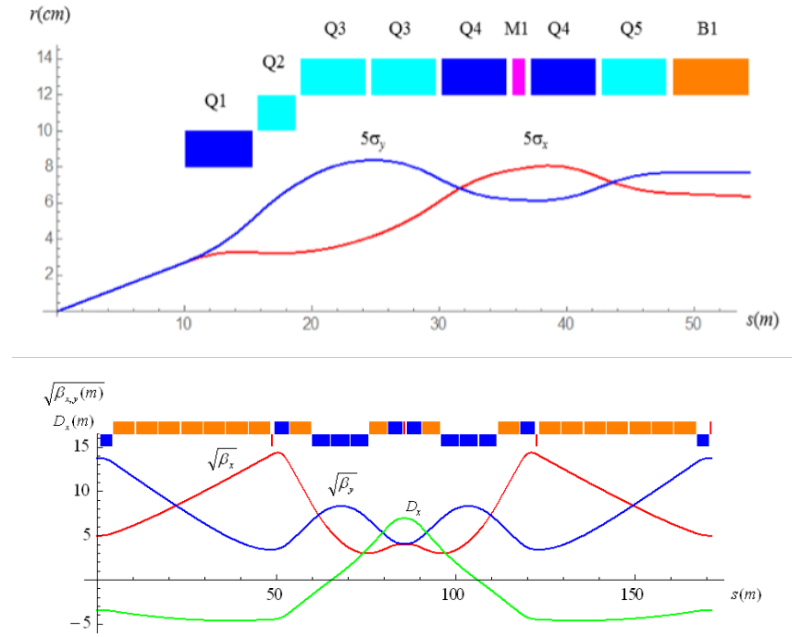 r(cm)
Q3 Q3 Q4 M1 Q4 Q5 B1
Q2
Q1
14
12
10
8
6
4
2
5σy 5σx
10 20 30 40 50 s(m)
√βx,y(m)
Dx(m)
15
10
5
−5
√βx
√βy
Dx
50 100 150 s(m)